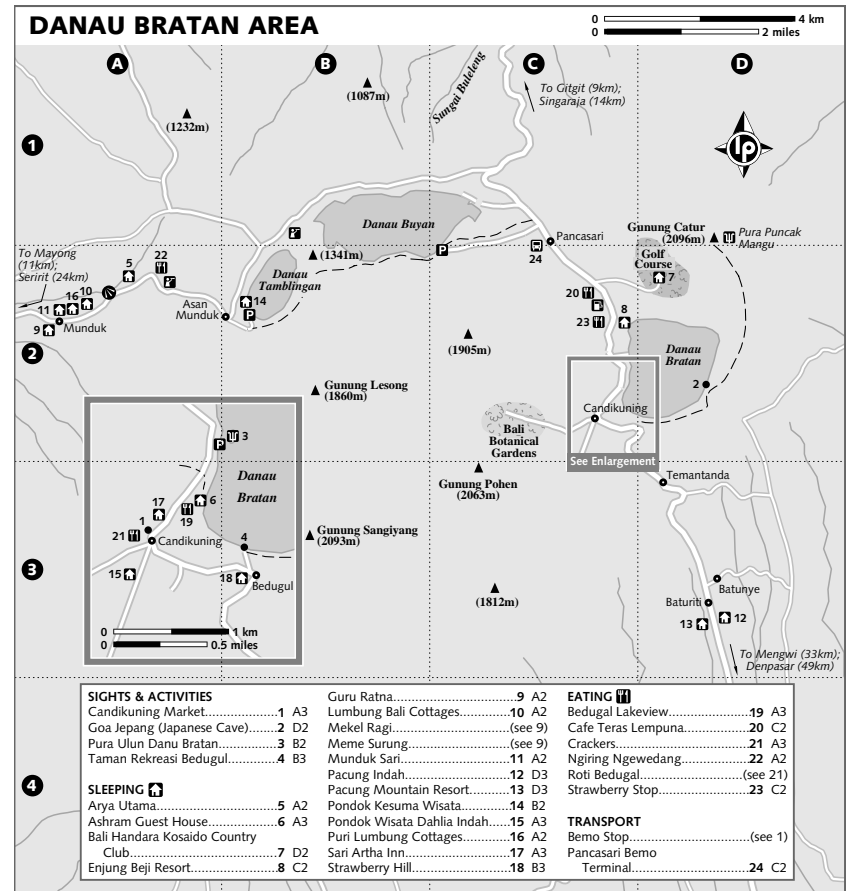 DANAU BRATAN AREA
0 4 km
0 2 miles
A B C D
1
2
3
4
(1232m)
(1087m)
Sungai Buleleng
To Gitgit (9km);
Singaraja (14km)
lp
Danau Buyan
P
Pancasari
24
Gunung Catur
(2096m)
Pura Puncak
Mangu
Golf
Course
7
To Mayong
(11km);
Seririt (24km)
5
22
(1341m)
Danau
Tamblingan
10
16
11
9
Munduk
Asan
Munduk
14
P
20
23
8
(1905m)
Danau
Bratan
2
Gunung Lesong
(1860m)
Candikuning
Bali
Botanical
Gardens
See Enlargement
Gunung Pohen
(2063m)
Temantanda
3
P
Danau
Bratan
6
17
19
1
21
Candikuning
4
15
18
Bedugul
0 1 km
0 0.5 miles
Gunung Sangiyang
(2093m)
(1812m)
Batunye
Baturiti
12
13
To Mengwi (33km);
Denpasar (49km)
SIGHTS & ACTIVITIES
Candikuning Market.....................1 A3
Goa Jepang (Japanese Cave)......2 D2
Pura Ulun Danu Bratan...............3 B2
Taman Rekreasi Bedugul.............4 B3
SLEEPING
Arya Utama..................................5 A2
Ashram Guest House...................6 A3
Bali Handara Kosaido Country
Club........................................7 D2
Enjung Beji Resort.......................8 C2
Guru Ratna..................................9 A2
Lumbung Bali Cottages..............10 A2
Mekel Ragi............................(see 9)
Meme Surung........................(see 9)
Munduk Sari..............................11 A2
Pacung Indah............................12 D3
Pacung Mountain Resort............13 D3
Pondok Kesuma Wisata..............14 B2
Pondok Wisata Dahlia Indah......15 A3
Puri Lumbung Cottages..............16 A2
Sari Artha Inn............................17 A3
Strawberry Hill...........................18 B3
EATING
Bedugal Lakeview......................19 A3
Cafe Teras Lempuna..................20 C2
Crackers....................................21 A3
Ngiring Ngewedang...................22 A2
Roti Bedugal.........................(see 21)
Strawberry Stop.........................23 C2
TRANSPORT
Bemo Stop.............................(see 1)
Pancasari Bemo
Terminal................................24 C2